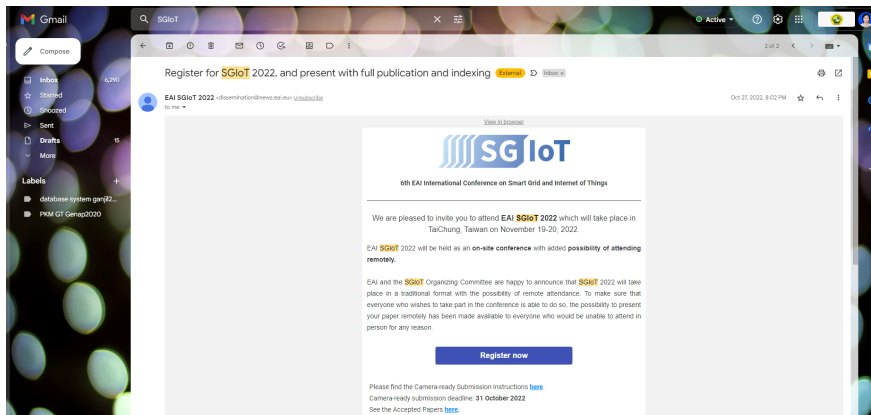 Gmail
SGIoT
Active
Compose
2 of 2
Register for SGIoT 2022, and present with full publication and indexing External Inbox x
Inbox 6,290
Starred
Snoozed
Sent
Drafts 15
More
Labels
database system ganjil2...
PKM GT Genap2020
EAI SGIoT 2022 <dissemination@news.eai.eu> Unsubscribe
to me
Oct 27, 2022, 8:02 PM
View in browser
SG IoT
6th EAI International Conference on Smart Grid and Internet of Things
We are pleased to invite you to attend EAI SGIoT 2022 which will take place in
TaiChung, Taiwan on November 19-20, 2022.
EAI SGIoT 2022 will be held as an on-site conference with added possibility of attending
remotely.
EAI and the SGIoT Organizing Committee are happy to announce that SGIoT 2022 will take
place in a traditional format with the possibility of remote attendance. To make sure that
everyone who wishes to take part in the conference is able to do so, the possibility to present
your paper remotely has been made available to everyone who would be unable to attend in
person for any reason.
Register now
Please find the Camera-ready Submission Instructions here
Camera-ready submission deadline: 31 October 2022
See the Accepted Papers here.